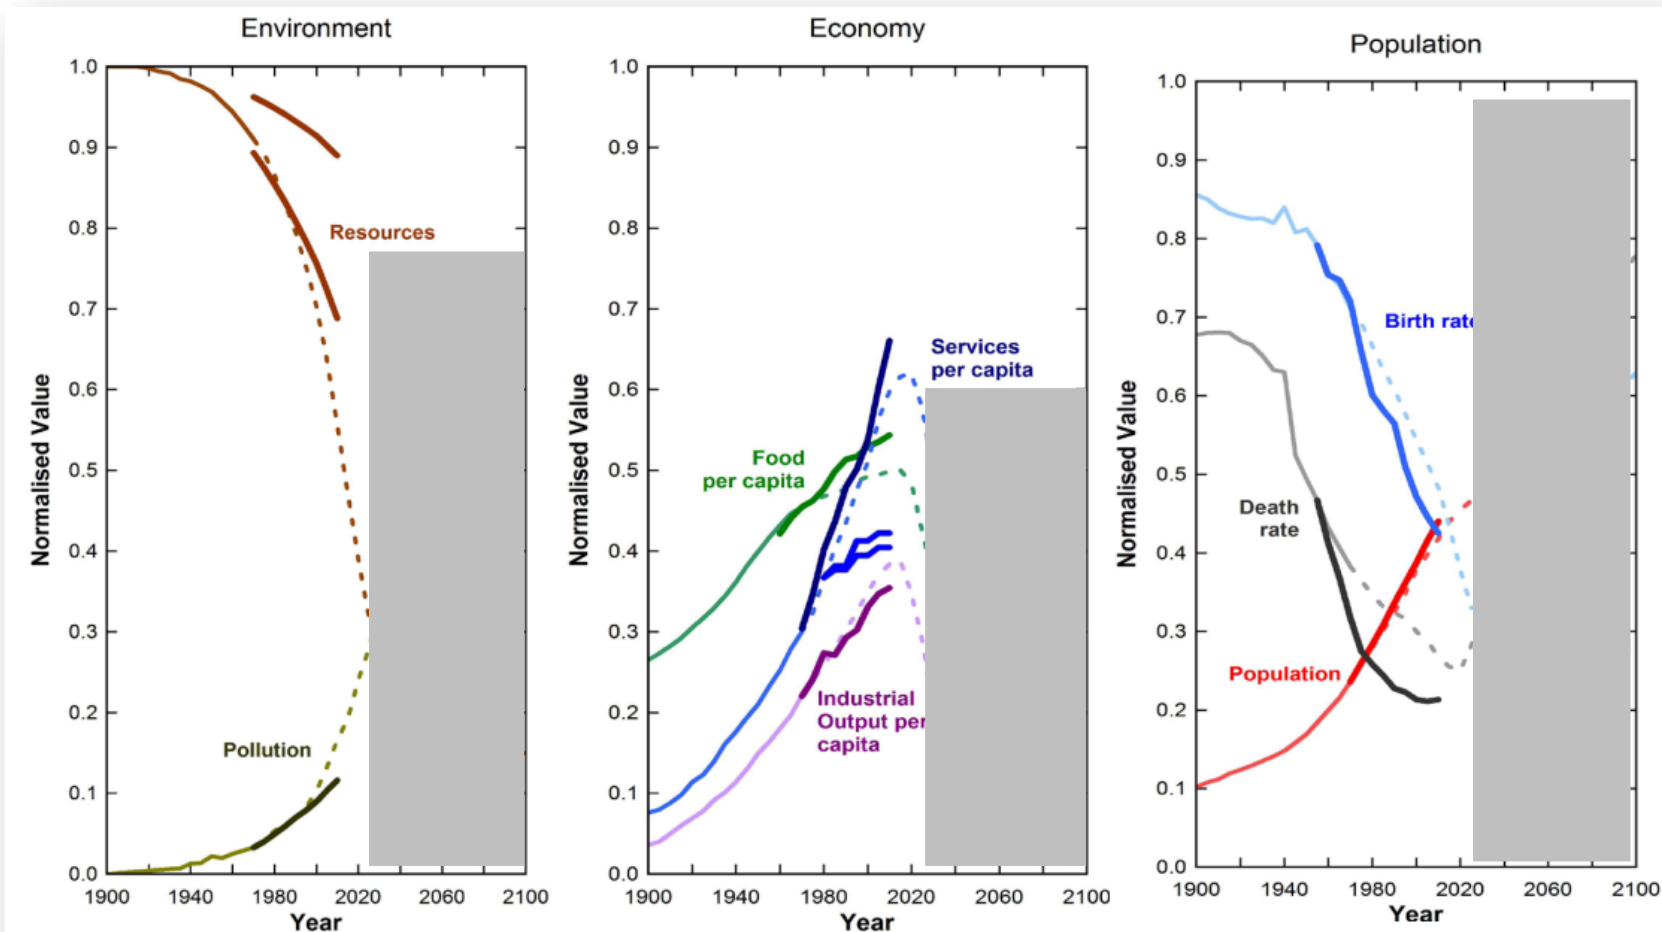 Environment
1.0
0.9
0.8
0.7
0.6
0.5
0.4
0.3
0.2
0.1
0.0
Normalised Value
Resources
Pollution
1900 1940 1980 2020 2060 2100
Year
Economy
1.0
0.9
0.8
0.7
0.6
0.5
0.4
0.3
0.2
0.1
0.0
Normalised Value
Services
per capita
Food
per capita
Industrial
Output per
capita
1900 1940 1980 2020 2060 2100
Year
Population
1.0
0.9
0.8
0.7
0.6
0.5
0.4
0.3
0.2
0.1
0.0
Normalised Value
Birth rate
Death
rate
Population
1900 1940 1980 2020 2060 2100
Year